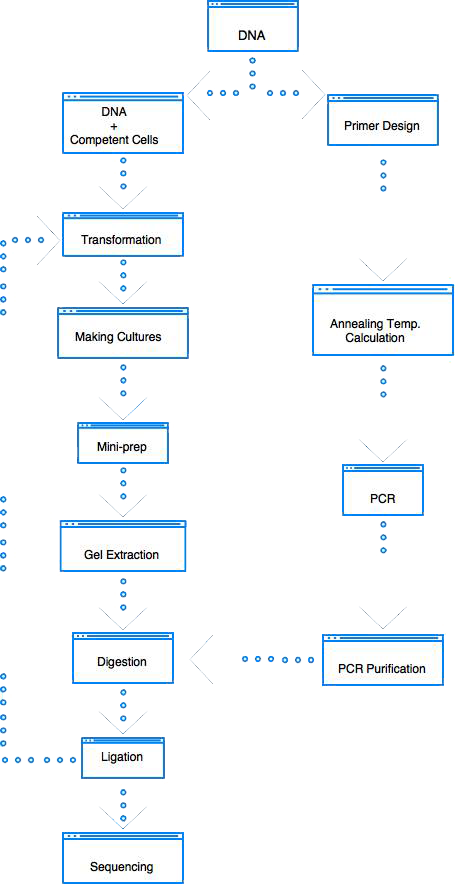 DNA
DNA
+
Competent Cells
Primer Design
Transformation
Making Cultures
Annealing Temp.
Calculation
Mini-prep
PCR
Gel Extraction
Digestion
PCR Purification
Ligation
Sequencing